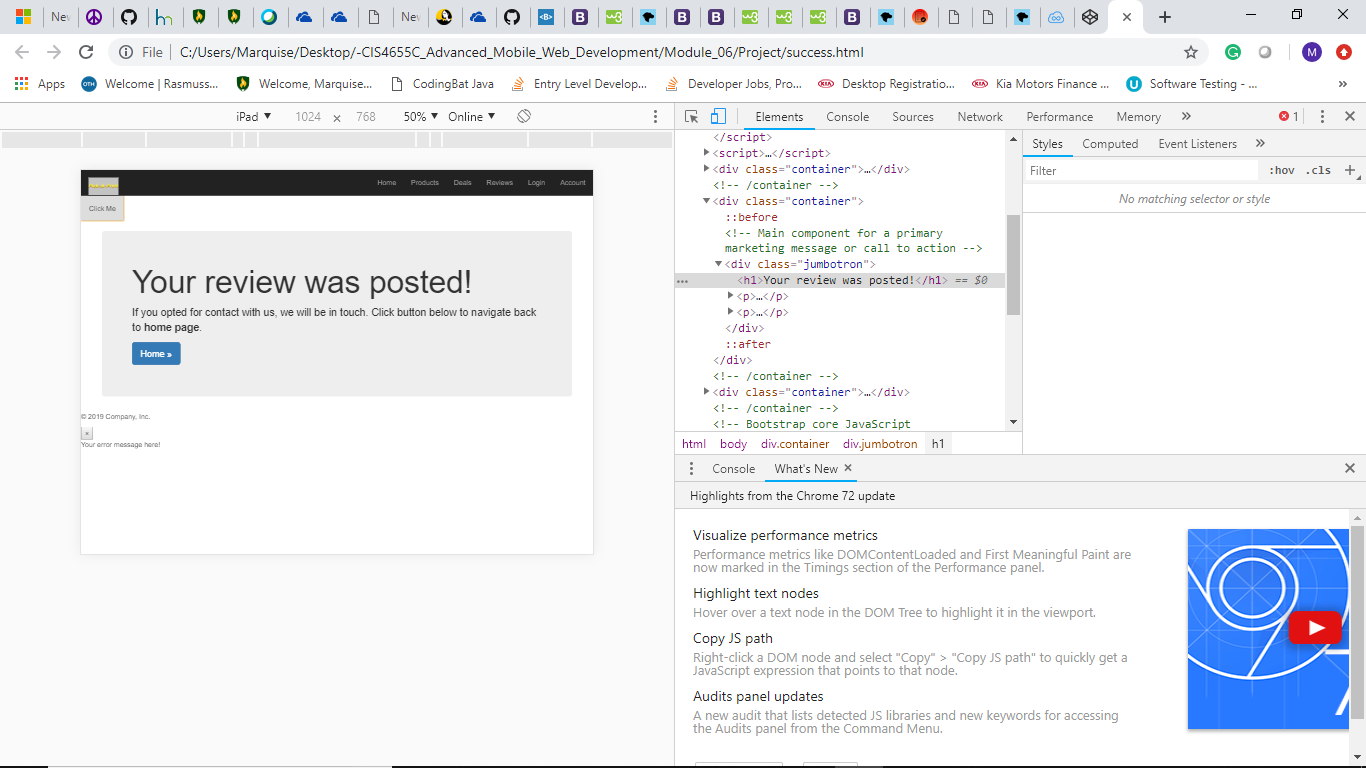 New
New
File
C:/Users/Marquise/Desktop/-CIS4655C_Advanced_Mobile_Web_Development/Module_06/Project/success.html
M
Apps
Welcome | Rasmuss...
Welcome, Marquise...
CodingBat Java
Entry Level Develop...
Developer Jobs, Pro...
Desktop Registratio...
Kia Motors Finance ...
Software Testing - ...
»
iPad ▼ 1024 × 768 50% ▼ Online ▼
Home Products Deals Reviews Login Account
Click Me
Your review was posted!
If you opted for contact with us, we will be in touch. Click button below to navigate back
to home page.
Home »
© 2019 Company, Inc.
×
Your error message here!
Elements Console Sources Network Performance Memory » 1
</script>
<script>…</script>
<div class="container">…</div>
<!-- /container -->
<div class="container">
::before
<!-- Main component for a primary
marketing message or call to action -->
<div class="jumbotron">
<h1>Your review was posted!</h1> == $0
<p>…</p>
<p>…</p>
</div>
::after
</div>
<!-- /container -->
<div class="container">…</div>
<!-- /container -->
<!-- Bootstrap core JavaScript
html body div.container div.jumbotron h1
Styles Computed Event Listeners »
Filter :hov .cls +
No matching selector or style
Console What's New ×
Highlights from the Chrome 72 update
Visualize performance metrics
Performance metrics like DOMContentLoaded and First Meaningful Paint are
now marked in the Timings section of the Performance panel.
Highlight text nodes
Hover over a text node in the DOM Tree to highlight it in the viewport.
Copy JS path
Right-click a DOM node and select "Copy" > "Copy JS path" to quickly get a
JavaScript expression that points to that node.
Audits panel updates
A new audit that lists detected JS libraries and new keywords for accessing
the Audits panel from the Command Menu.